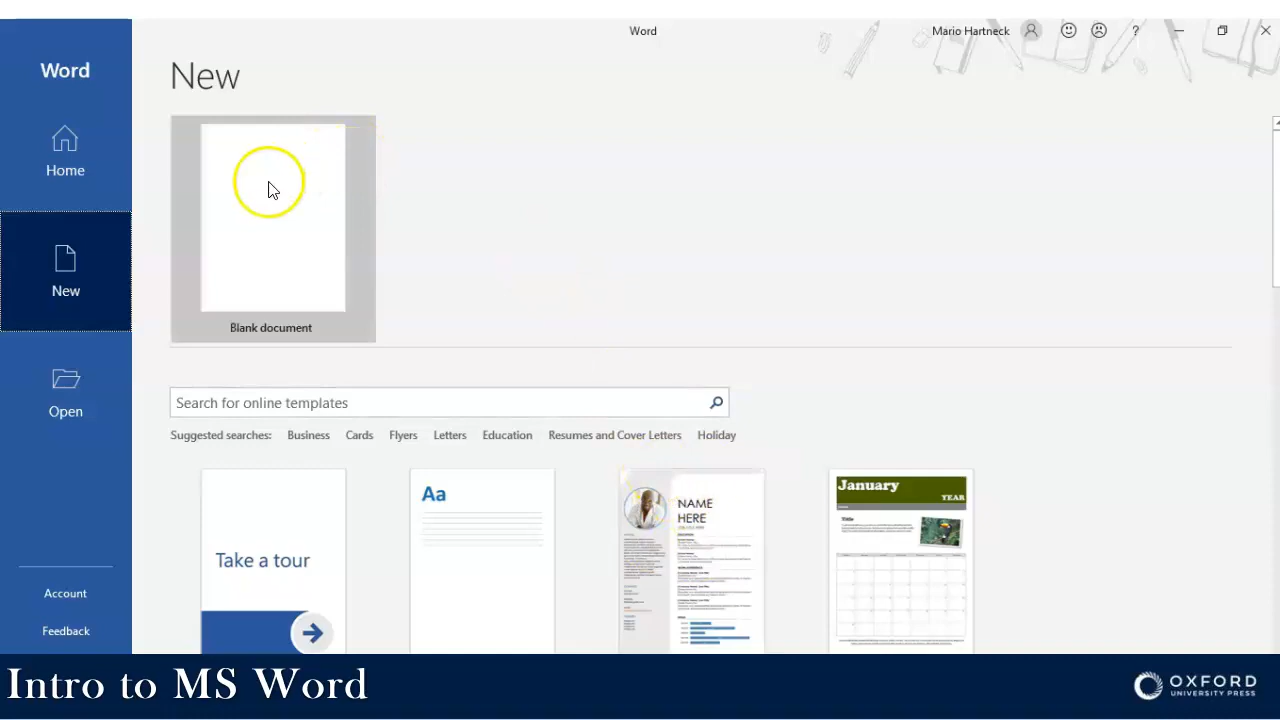 Word
Mario Hartneck
?
Word
New
Home
New
Blank document
Open
Search for online templates
Suggested searches: Business Cards Flyers Letters Education Resumes and Cover Letters Holiday
Take a tour
Aa
NAME
HERE
January
YEAR
Title
Account
Feedback
Intro to MS Word
OXFORD
UNIVERSITY PRESS